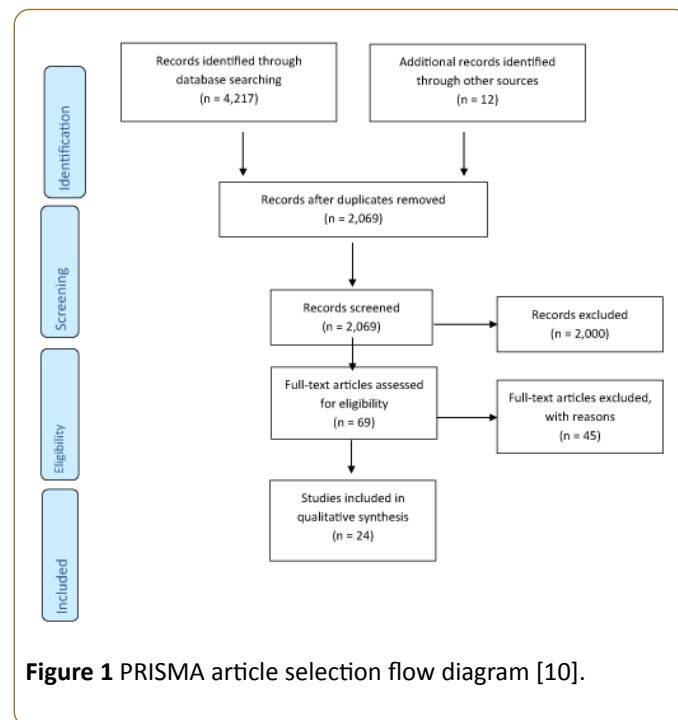 Identification
Records identified through
database searching
(n = 4,217)
Additional records identified
through other sources
(n = 12)
Records after duplicates removed
(n = 2,069)
Screening
Records screened
(n = 2,069)
Records excluded
(n = 2,000)
Eligibility
Full-text articles assessed
for eligibility
(n = 69)
Full-text articles excluded,
with reasons
(n = 45)
Included
Studies included in
qualitative synthesis
(n = 24)
Figure 1 PRISMA article selection flow diagram [10].